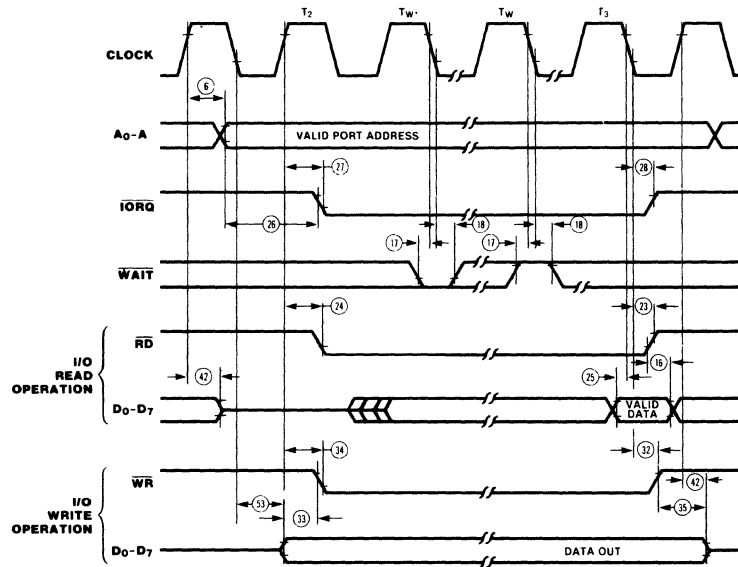 T2 TW* TW T3
CLOCK
6
A0-A VALID PORT ADDRESS
27 28
IORQ
26
17 18 17 18
WAIT
24 23
RD
I/O
READ
OPERATION
42 25 16
D0-D7 VALID
DATA
34 32
WR
42
I/O
WRITE
OPERATION
53 33 35
D0-D7 DATA OUT